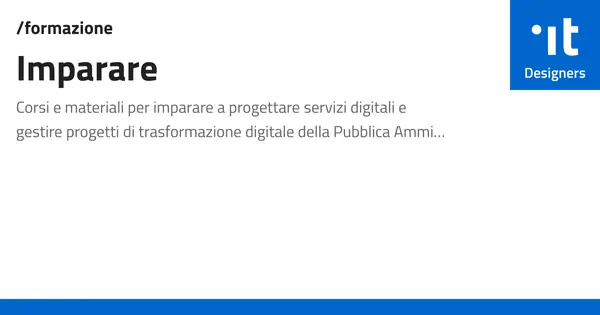 /formazione
Imparare
Corsi e materiali per imparare a progettare servizi digitali e
gestire progetti di trasformazione digitale della Pubblica Ammi...
it
Designers